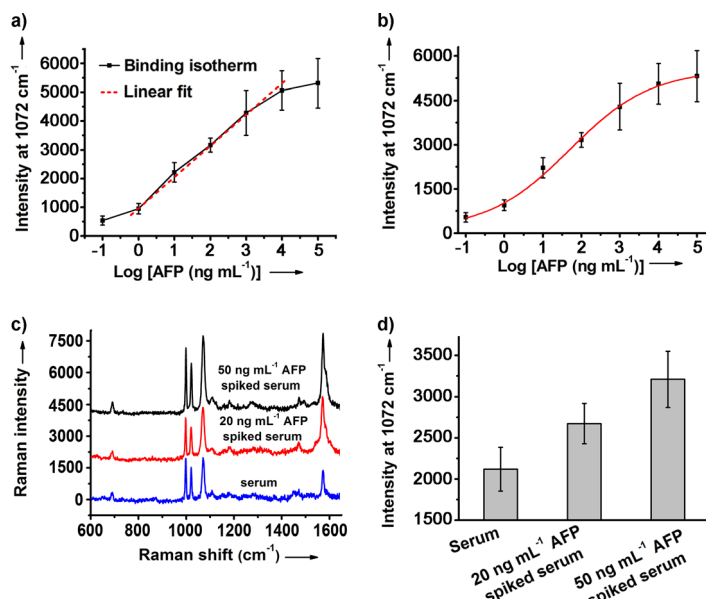 a)
Intensity at 1072 cm⁻¹
6000
5000
4000
3000
2000
1000
0
Binding isotherm
Linear fit
−1 0 1 2 3 4 5
Log [AFP (ng mL⁻¹)]
b)
Intensity at 1072 cm⁻¹
6000
4500
3000
1500
0
−1 0 1 2 3 4 5
Log [AFP (ng mL⁻¹)]
c)
Raman intensity
7500
6000
4500
3000
1500
0
50 ng mL⁻¹ AFP
spiked serum
20 ng mL⁻¹ AFP
spiked serum
serum
600 800 1000 1200 1400 1600
Raman shift (cm⁻¹)
d)
Intensity at 1072 cm⁻¹
3500
3000
2500
2000
1500
Serum
20 ng mL⁻¹ AFP
spiked serum
50 ng mL⁻¹ AFP
spiked serum